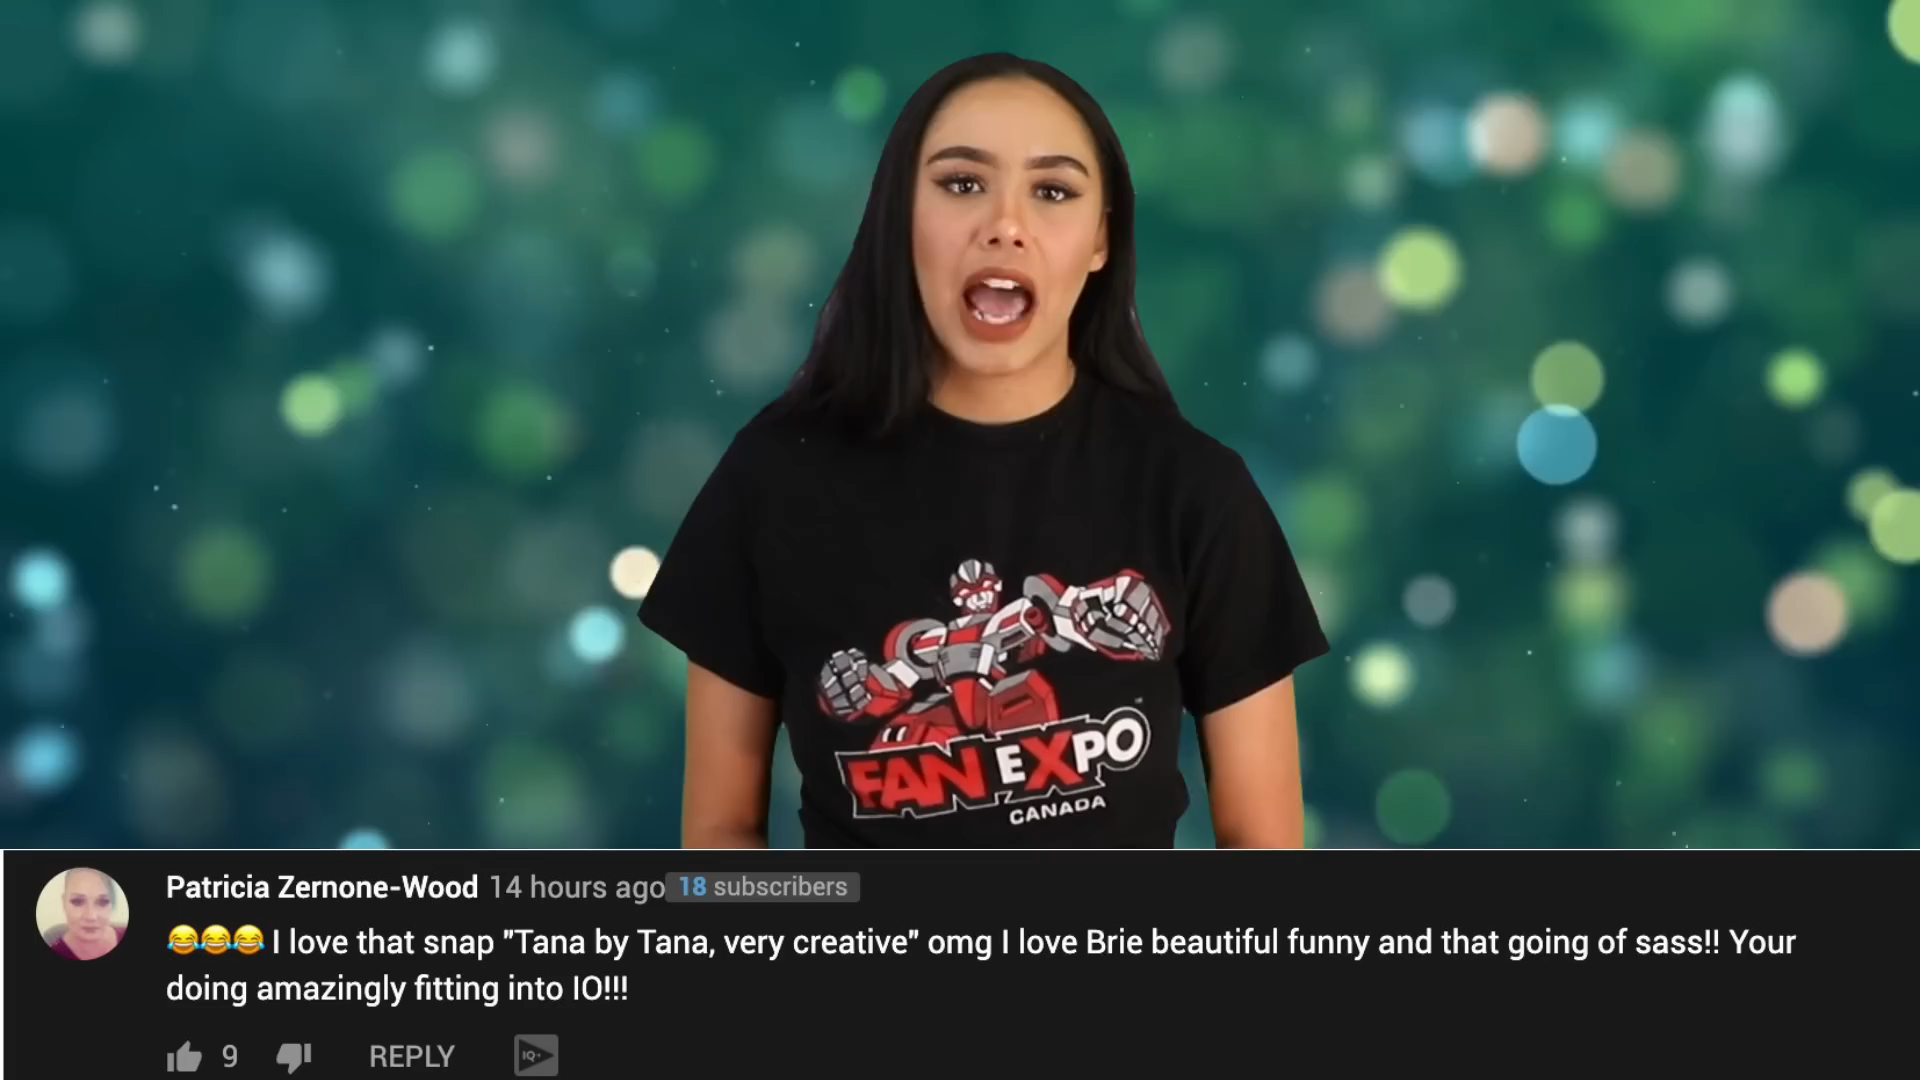 FAN EXPO
CANADA
Patricia Zernone-Wood 14 hours ago 18 subscribers
😂😂😂 I love that snap "Tana by Tana, very creative" omg I love Brie beautiful funny and that going of sass!! Your
doing amazingly fitting into IO!!!
9 REPLY IQ